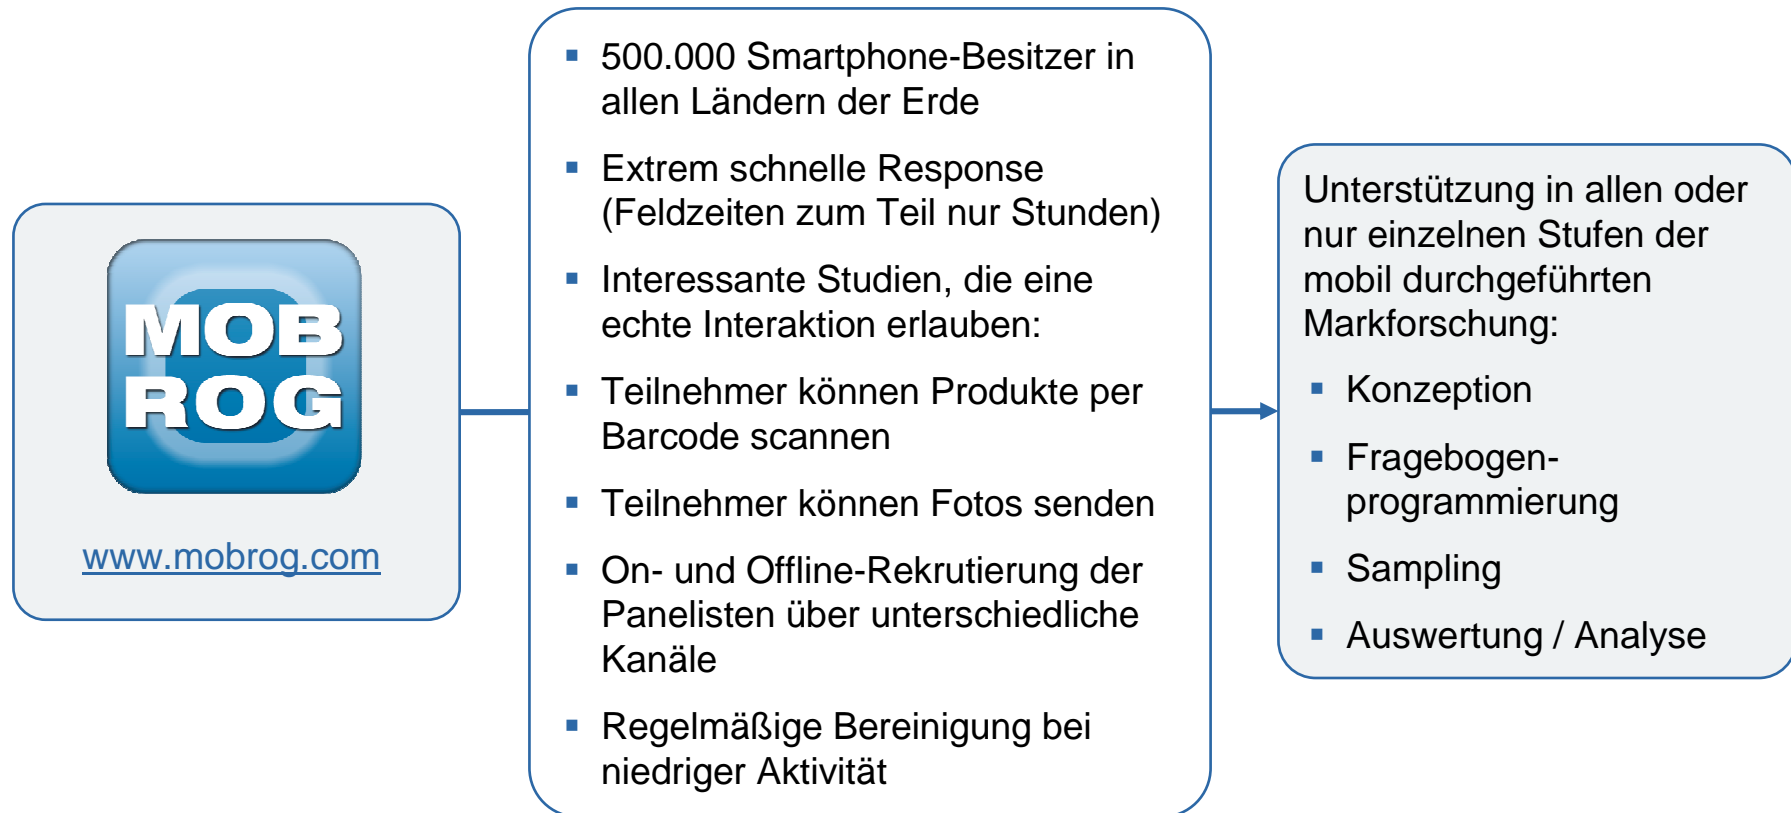 MOB
ROG
www.mobrog.com
500.000 Smartphone-Besitzer in
allen Ländern der Erde
Extrem schnelle Response
(Feldzeiten zum Teil nur Stunden)
Interessante Studien, die eine
echte Interaktion erlauben:
Teilnehmer können Produkte per
Barcode scannen
Teilnehmer können Fotos senden
On- und Offline-Rekrutierung der
Panelisten über unterschiedliche
Kanäle
Regelmäßige Bereinigung bei
niedriger Aktivität
Unterstützung in allen oder
nur einzelnen Stufen der
mobil durchgeführten
Markforschung:
Konzeption
Fragebogen-
programmierung
Sampling
Auswertung / Analyse